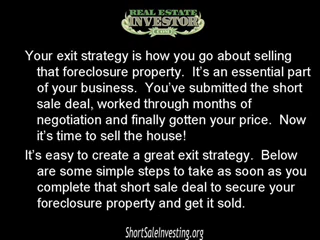 REAL ESTATE
INVESTOR
Your exit strategy is how you go about selling
that foreclosure property.  It's an essential part
of your business.  You've submitted the short
sale deal, worked through months of
negotiation and finally gotten your price.  Now
it's time to sell the house!
It's easy to create a great exit strategy.  Below
are some simple steps to take as soon as you
complete that short sale deal to secure your
foreclosure property and get it sold.
ShortSaleInvesting.org